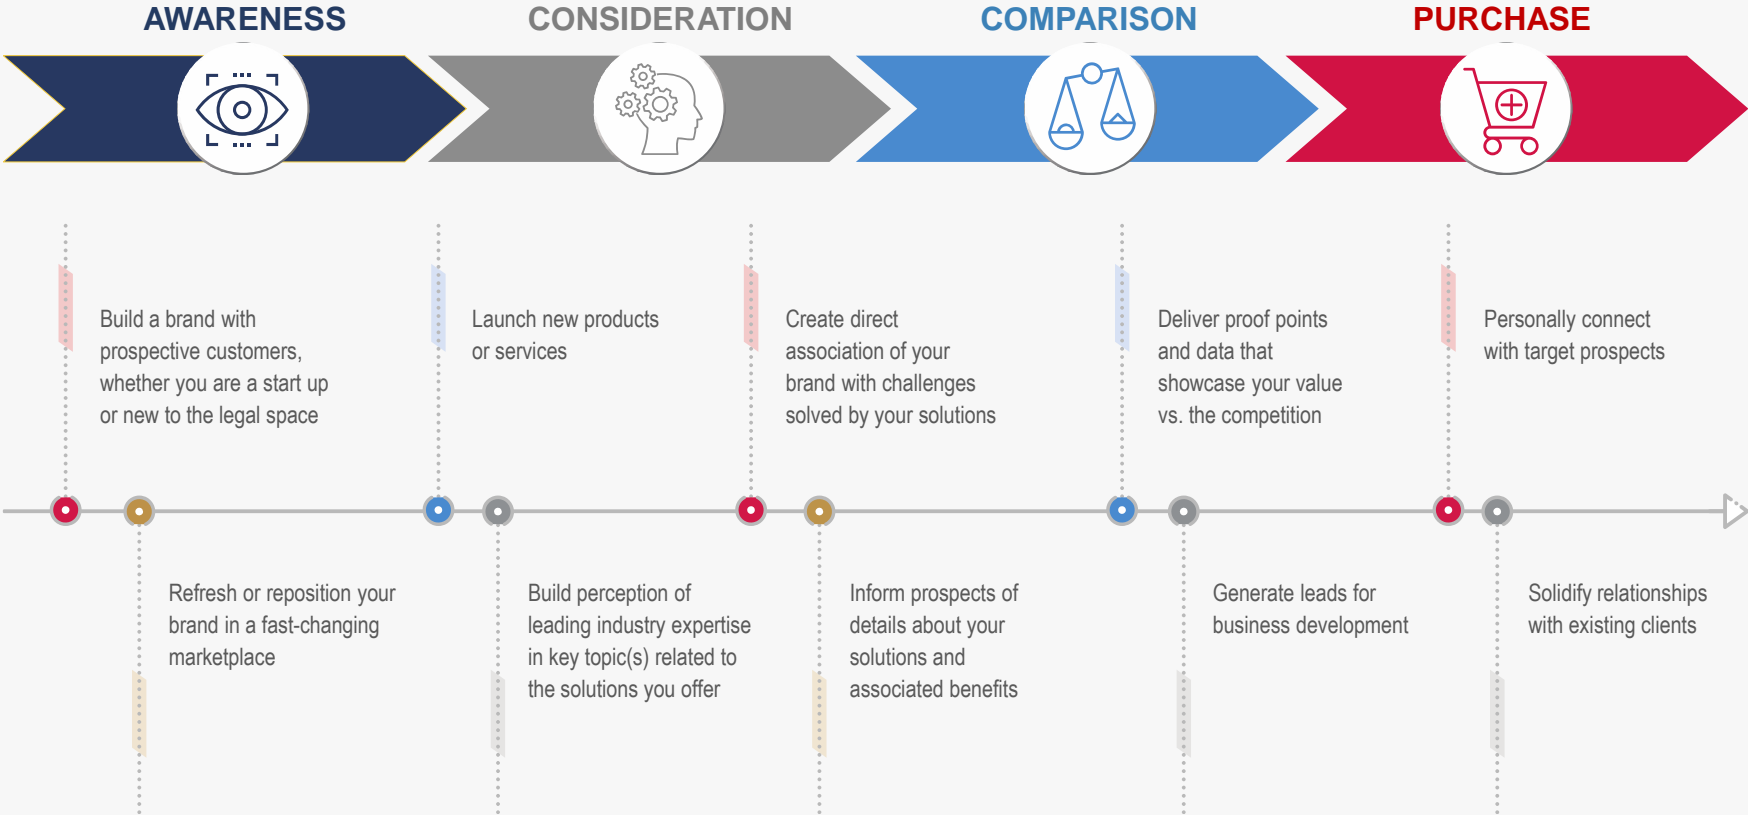 AWARENESS
CONSIDERATION
COMPARISON
PURCHASE
Build a brand with
prospective customers,
whether you are a start up
or new to the legal space
Launch new products
or services
Create direct
association of your
brand with challenges
solved by your solutions
Deliver proof points
and data that
showcase your value
vs. the competition
Personally connect
with target prospects
Refresh or reposition your
brand in a fast-changing
marketplace
Build perception of
leading industry expertise
in key topic(s) related to
the solutions you offer
Inform prospects of
details about your
solutions and
associated benefits
Generate leads for
business development
Solidify relationships
with existing clients